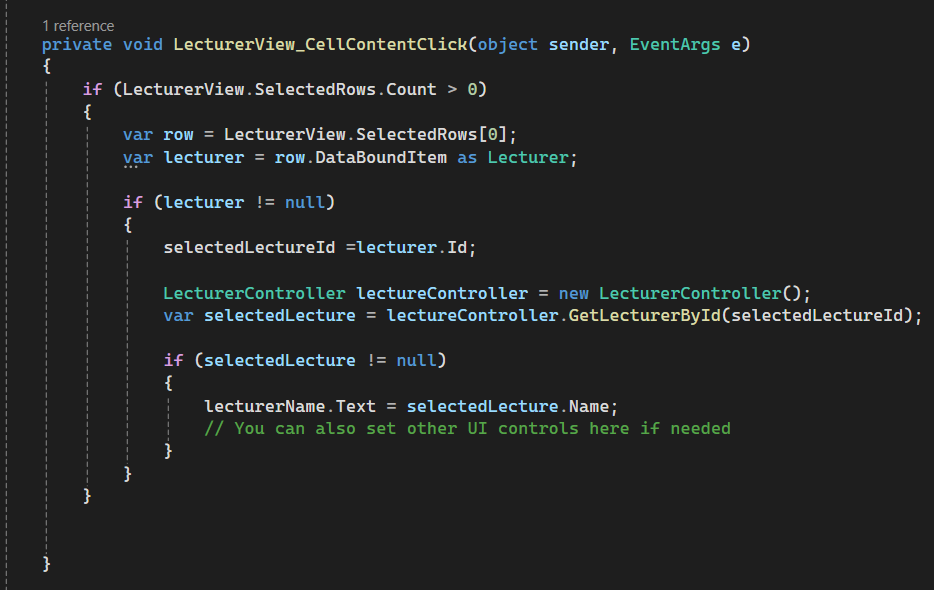 1 reference
private void LecturerView_CellContentClick(object sender, EventArgs e)
{
if (LecturerView.SelectedRows.Count > 0)
{
var row = LecturerView.SelectedRows[0];
var lecturer = row.DataBoundItem as Lecturer;
if (lecturer != null)
{
selectedLectureId =lecturer.Id;
LecturerController lectureController = new LecturerController();
var selectedLecture = lectureController.GetLecturerById(selectedLectureId);
if (selectedLecture != null)
{
lecturerName.Text = selectedLecture.Name;
// You can also set other UI controls here if needed
}
}
}
}